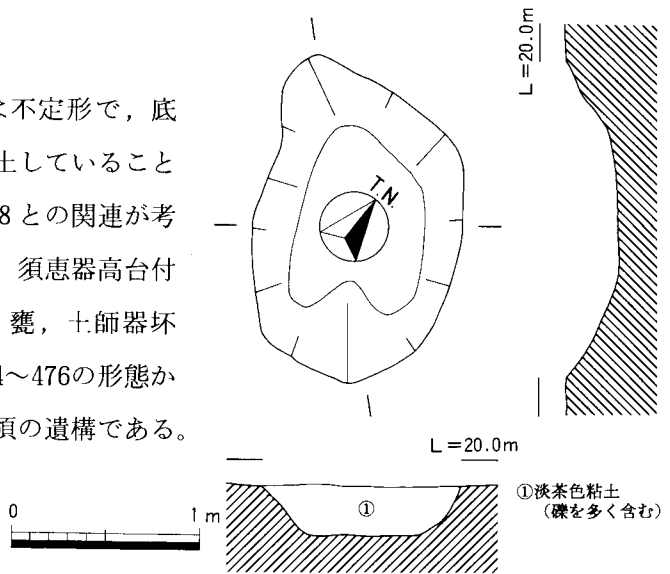 は不定形で，底
土していること
8との関連が考
須恵器高台付
甕，土師器坏
4～476の形態か
頃の遺構である。
T.N.
L＝20.0m
L＝20.0m
①
①淡茶色粘土
（礫を多く含む）
0 1m